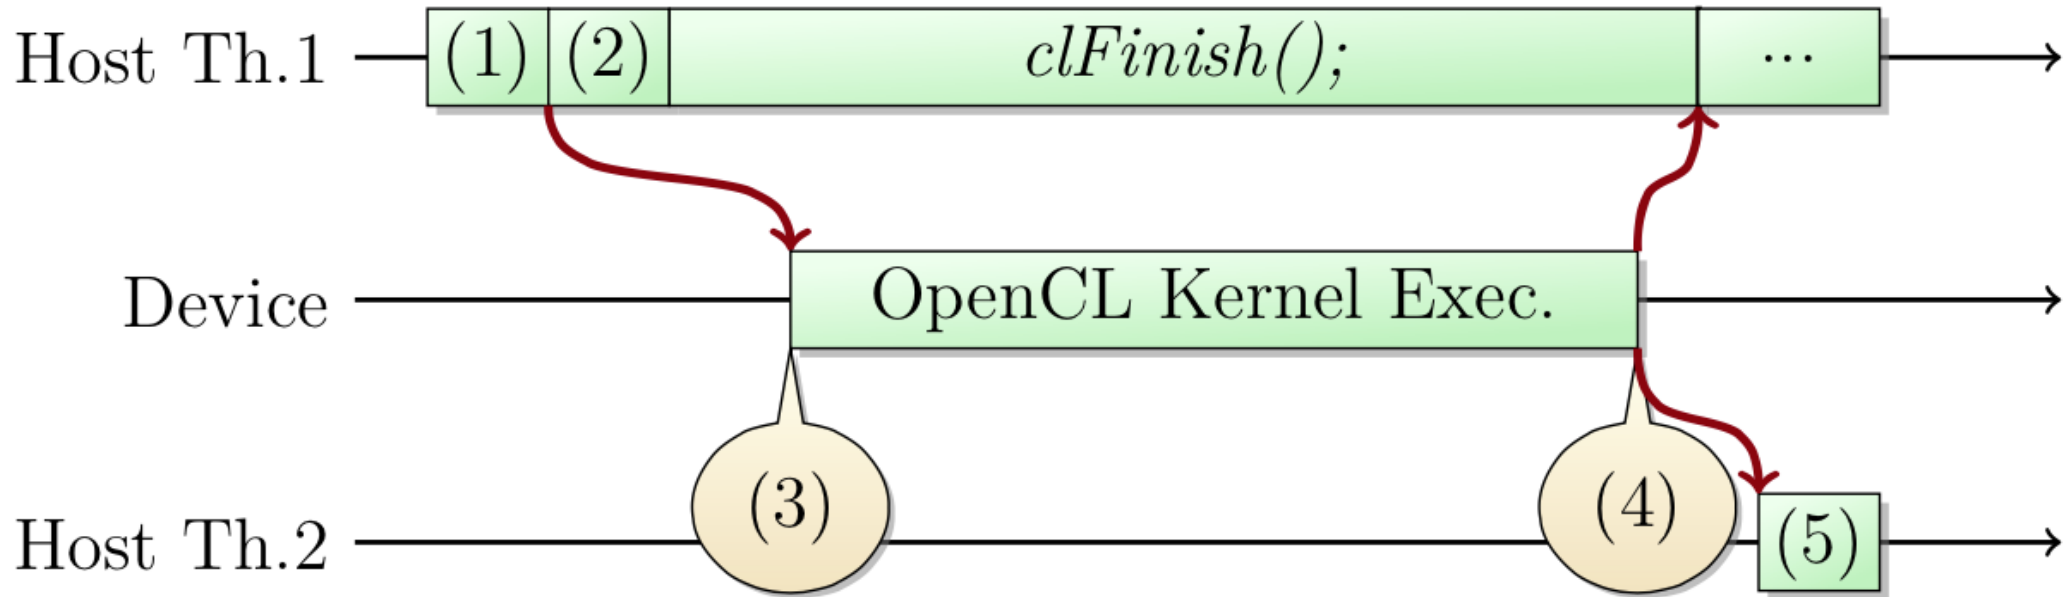 Host Th.1 (1) (2) clFinish(); ...
Device OpenCL Kernel Exec.
(3) (4)
Host Th.2 (5)